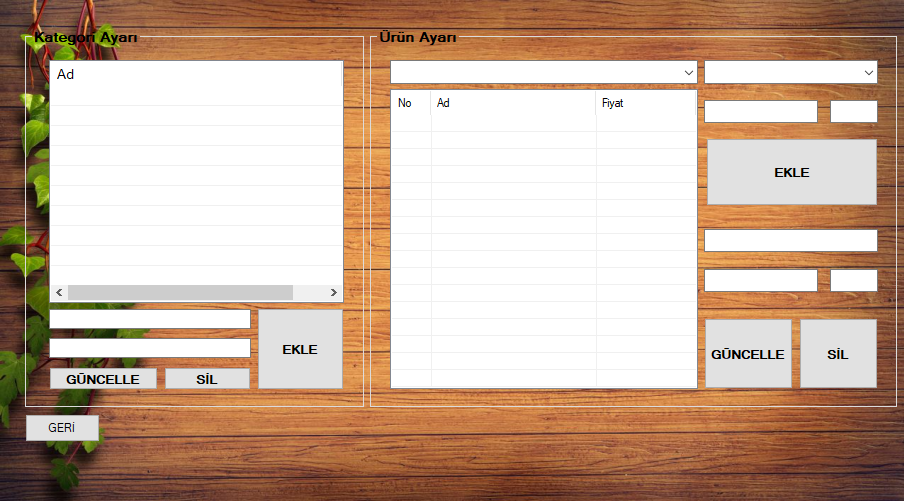 Kategori Ayarı
Ad
EKLE
GÜNCELLE
SİL
GERİ
Ürün Ayarı
No Ad Fiyat
EKLE
GÜNCELLE
SİL